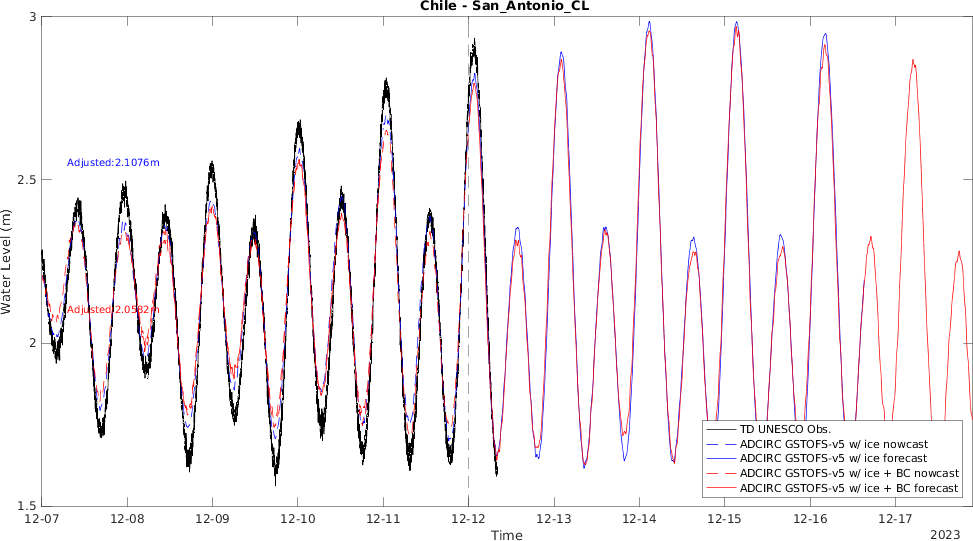 Chile - San_Antonio_CL
3
2.5
2
1.5
Water Level (m)
Adjusted:2.1076m
Adjusted:2.0582m
TD UNESCO Obs.
ADCIRC GSTOFS-v5 w/ ice nowcast
ADCIRC GSTOFS-v5 w/ ice forecast
ADCIRC GSTOFS-v5 w/ ice + BC nowcast
ADCIRC GSTOFS-v5 w/ ice + BC forecast
12-07 12-08 12-09 12-10 12-11 12-12 12-13 12-14 12-15 12-16 12-17
Time
2023